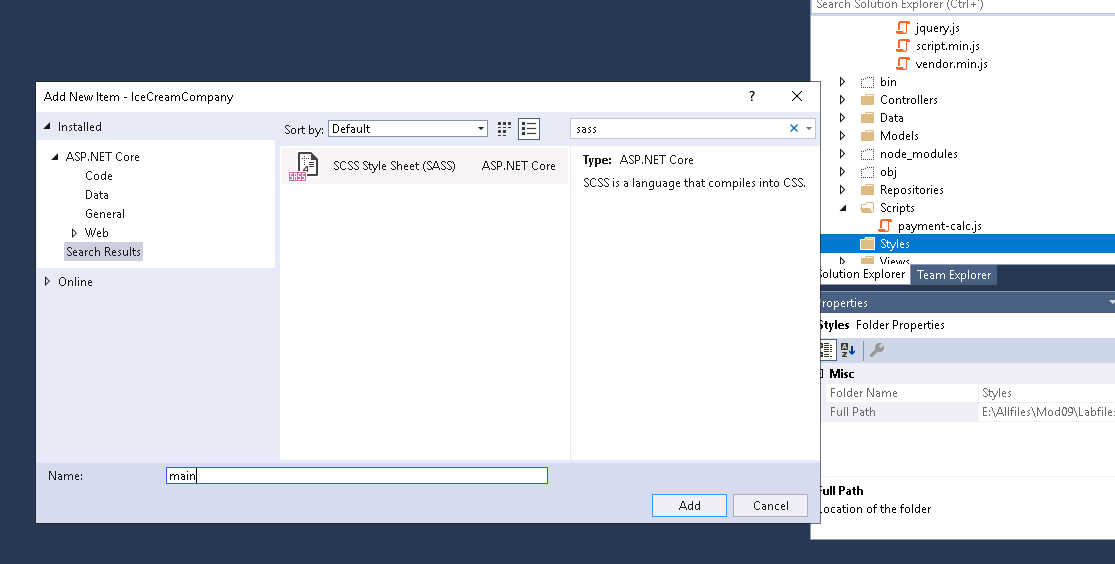 Search Solution Explorer (Ctrl+')
jquery.js
script.min.js
vendor.min.js
bin
Controllers
Data
Models
node_modules
obj
Repositories
Scripts
payment-calc.js
Styles
Views
Solution Explorer
Team Explorer
Properties
Styles Folder Properties
Misc
Folder Name Styles
Full Path E:\Allfiles\Mod09\Labfile
Full Path
Location of the folder
Add New Item - IceCreamCompany
?
Installed
ASP.NET Core
Code
Data
General
Web
Search Results
Online
Sort by: Default
sass
SASS
SCSS Style Sheet (SASS) ASP.NET Core
Type: ASP.NET Core
SCSS is a language that compiles into CSS.
Name: main
Add
Cancel